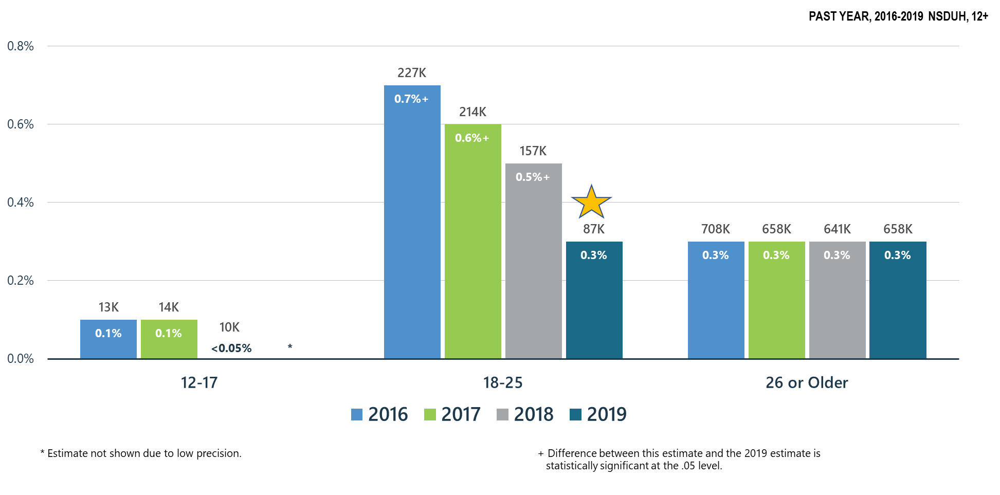 PAST YEAR, 2016-2019 NSDUH, 12+
0.8%
227K
0.7%+
214K
0.6%
0.6%+
157K
0.5%+
0.4%
87K
708K
658K
641K
658K
0.3%
0.3%
0.3%
0.3%
0.3%
0.2%
13K
14K
10K
0.1%
0.1%
<0.05%
*
0.0%
12-17
18-25
26 or Older
2016
2017
2018
2019
* Estimate not shown due to low precision.
+ Difference between this estimate and the 2019 estimate is
statistically significant at the .05 level.